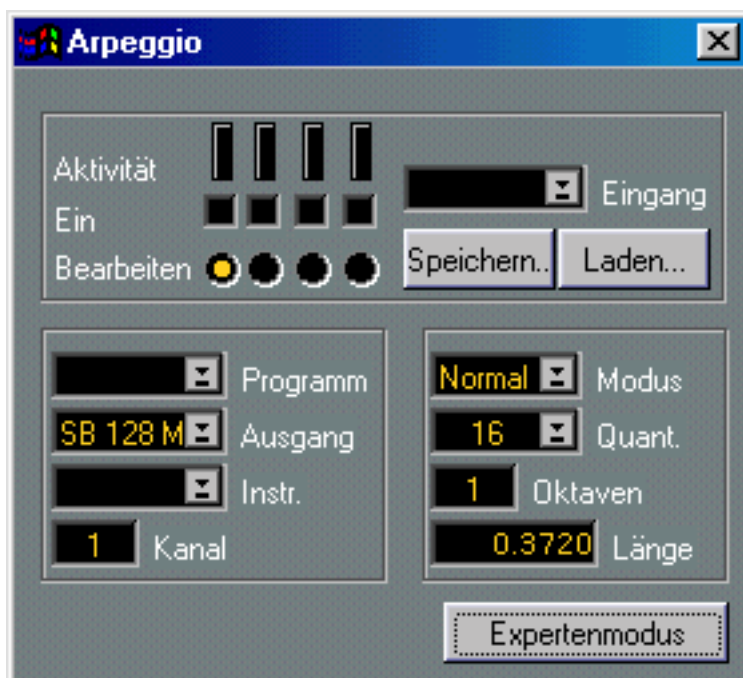 Arpeggio
Aktivität
Ein
Eingang
Bearbeiten
Speichern..
Laden...
Programm
SB 128 M
Ausgang
Instr.
1
Kanal
Normal
Modus
16
Quant.
1
Oktaven
0.3720
Länge
Expertenmodus